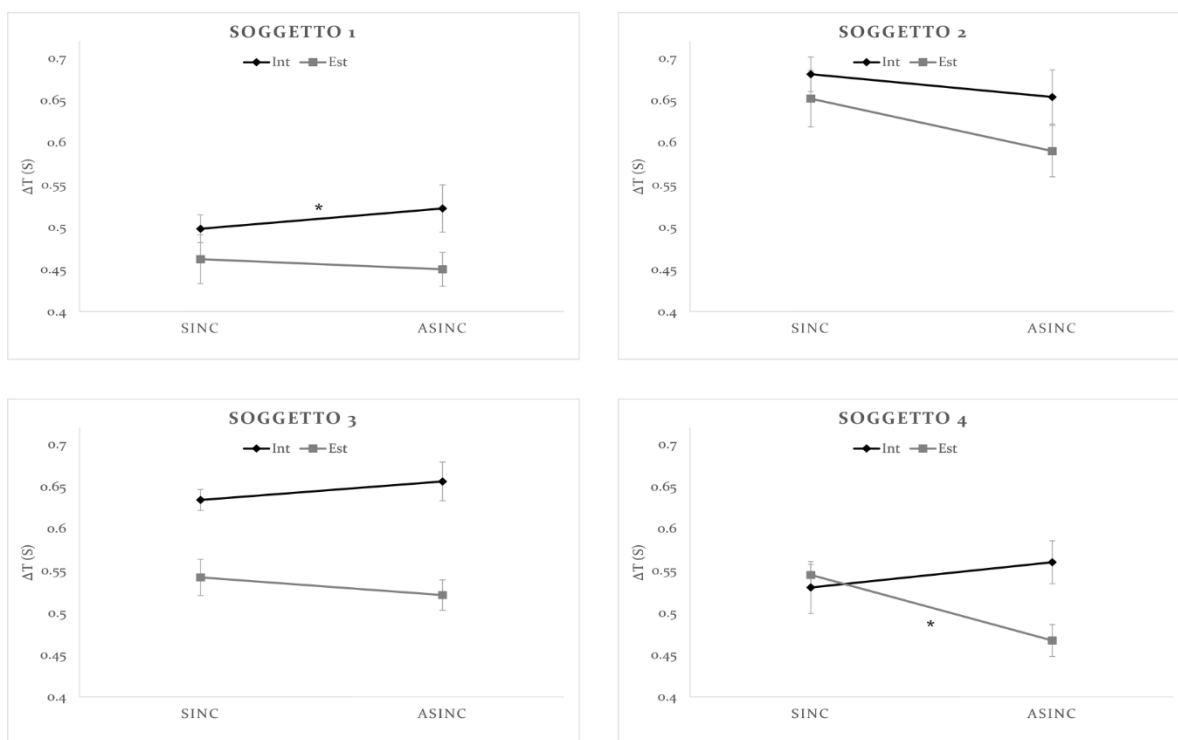 SOGGETTO 1
Int Est
0.7
0.65
0.6
0.55
0.5
0.45
0.4
ΔT (S)
*
SINC ASINC
SOGGETTO 2
Int Est
0.7
0.65
0.6
0.55
0.5
0.45
0.4
ΔT (S)
SINC ASINC
SOGGETTO 3
Int Est
0.7
0.65
0.6
0.55
0.5
0.45
0.4
ΔT (S)
SINC ASINC
SOGGETTO 4
Int Est
0.7
0.65
0.6
0.55
0.5
0.45
0.4
ΔT (S)
*
SINC ASINC